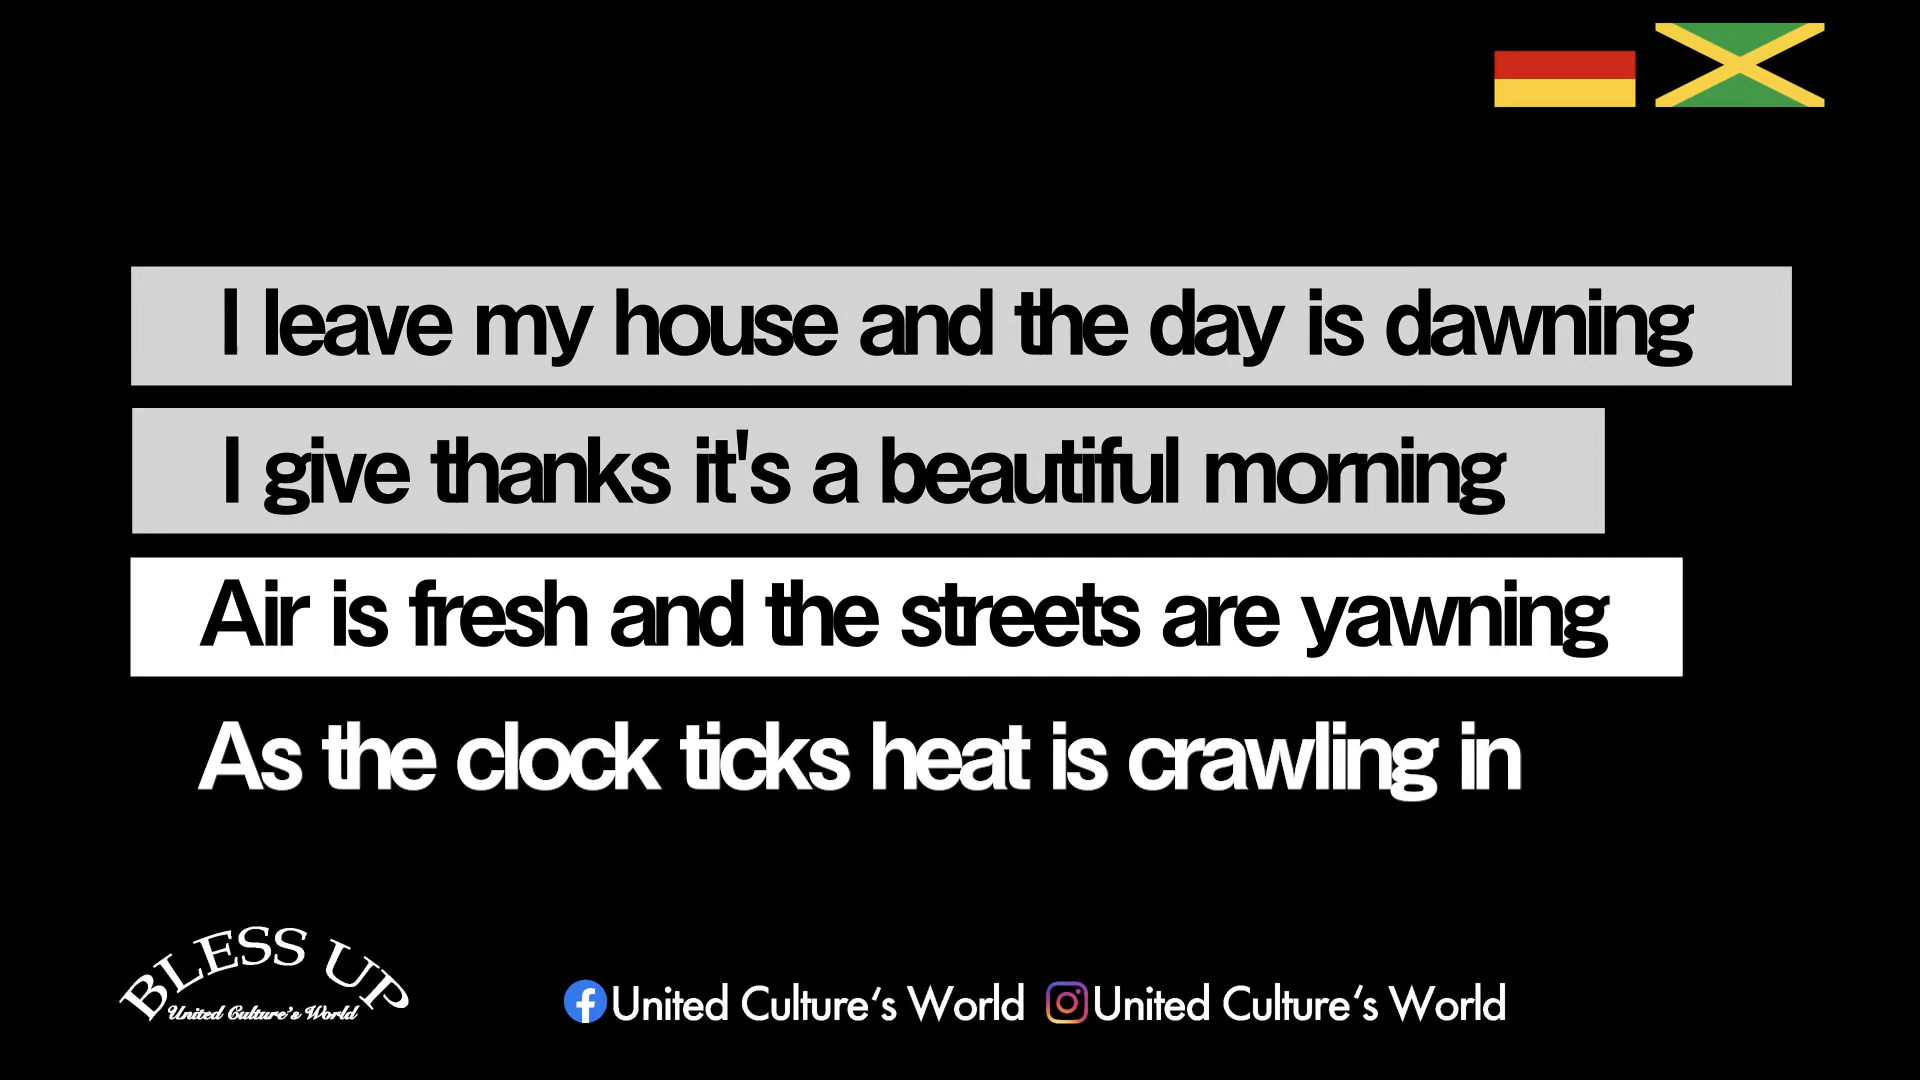 I leave my house and the day is dawning
I give thanks it's a beautiful morning
Air is fresh and the streets are yawning
As the clock ticks heat is crawling in
BLESS UP
United Culture's World
United Culture's World United Culture's World